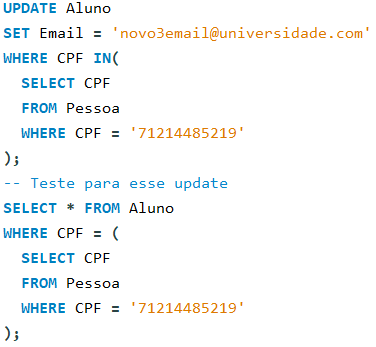 UPDATE Aluno
SET Email = 'novo3email@universidade.com'
WHERE CPF IN(
  SELECT CPF
  FROM Pessoa
  WHERE CPF = '71214485219'
);
-- Teste para esse update
SELECT * FROM Aluno
WHERE CPF = (
  SELECT CPF
  FROM Pessoa
  WHERE CPF = '71214485219'
);